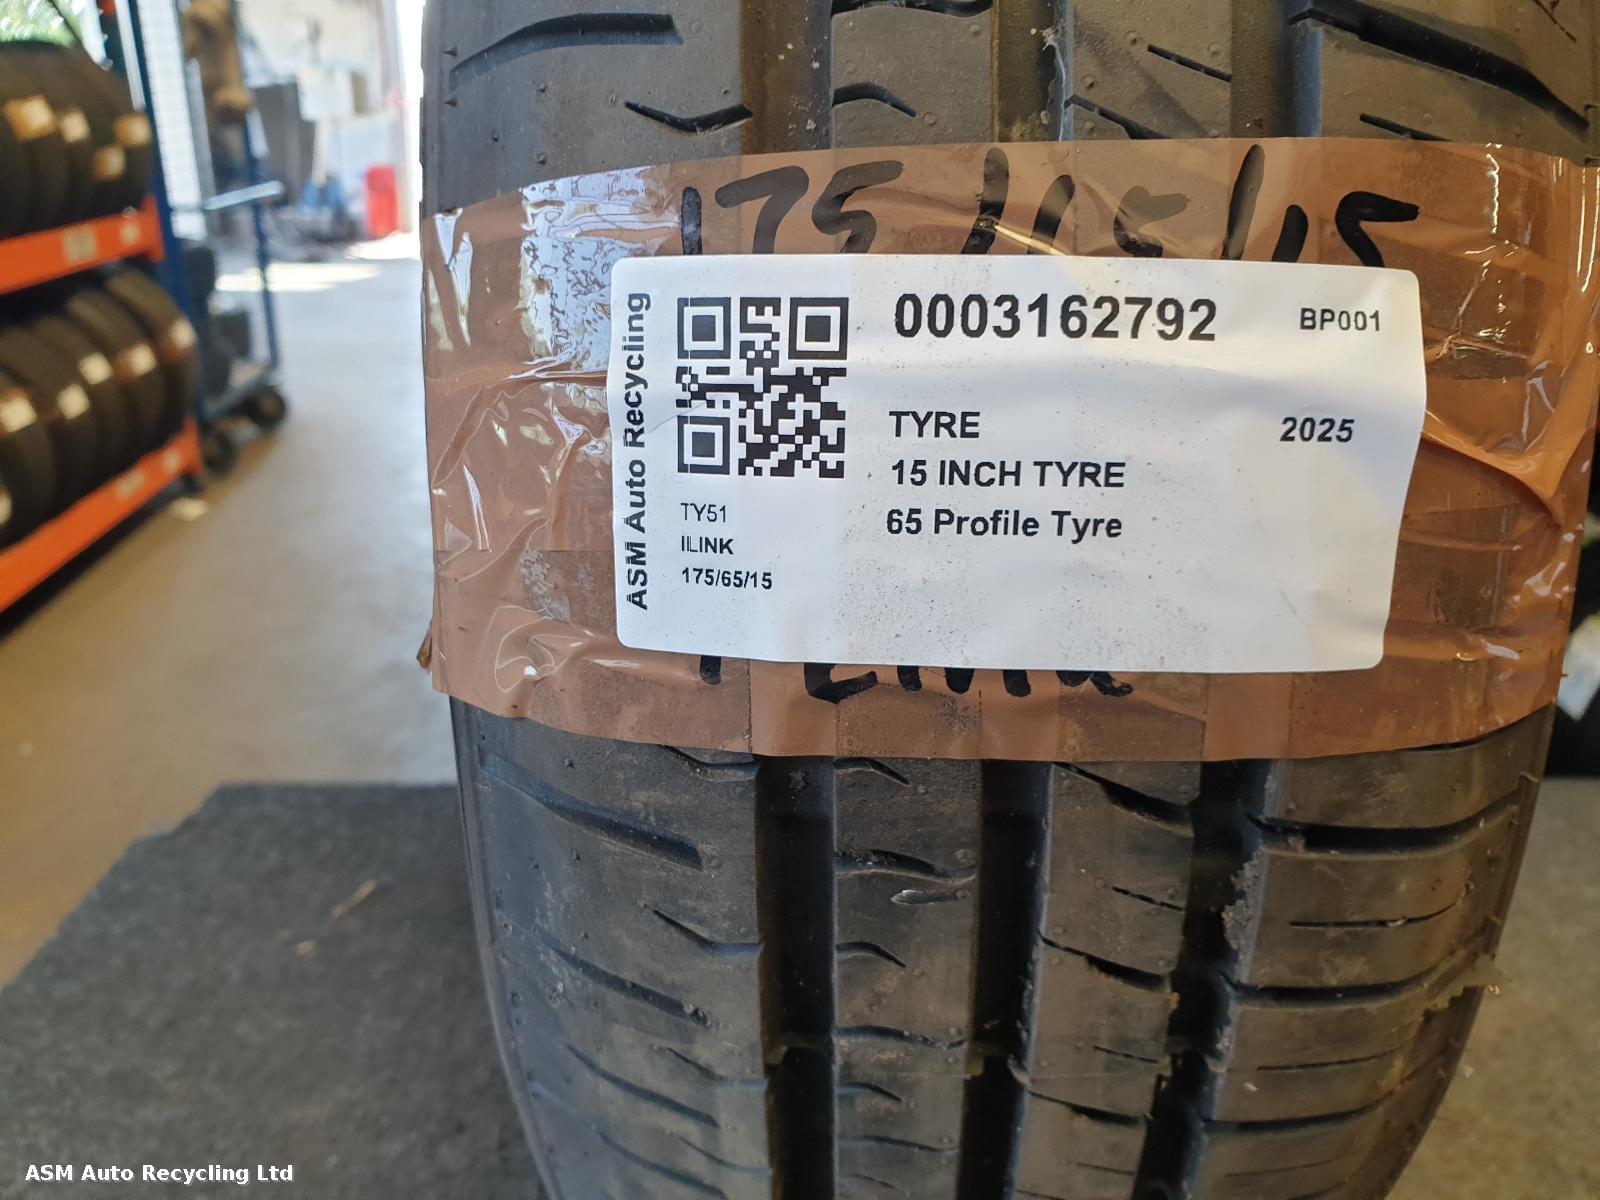 175/65/15
ASM Auto Recycling
0003162792
BP001
TYRE
2025
15 INCH TYRE
65 Profile Tyre
TY51
ILINK
175/65/15
ASM Auto Recycling Ltd